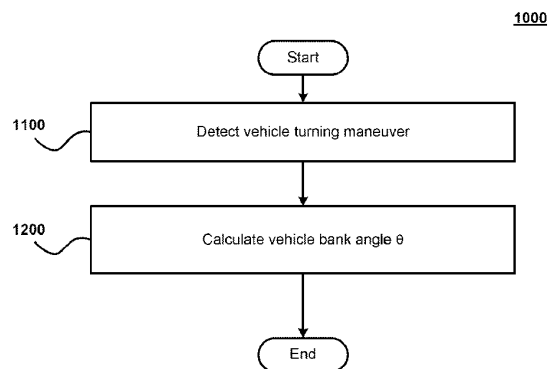 1000
Start
1100
Detect vehicle turning maneuver
1200
Calculate vehicle bank angle θ
End